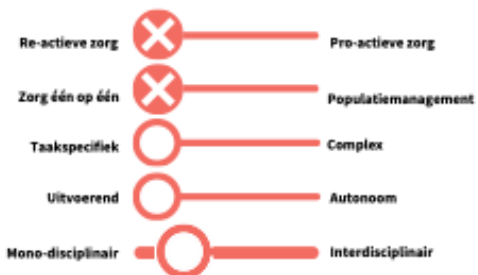 Re-actieve zorg Pro-actieve zorg
Zorg één op één Populatiemanagement
Taakspecifiek Complex
Uitvoerend Autonoom
Mono-disciplinair Interdisciplinair